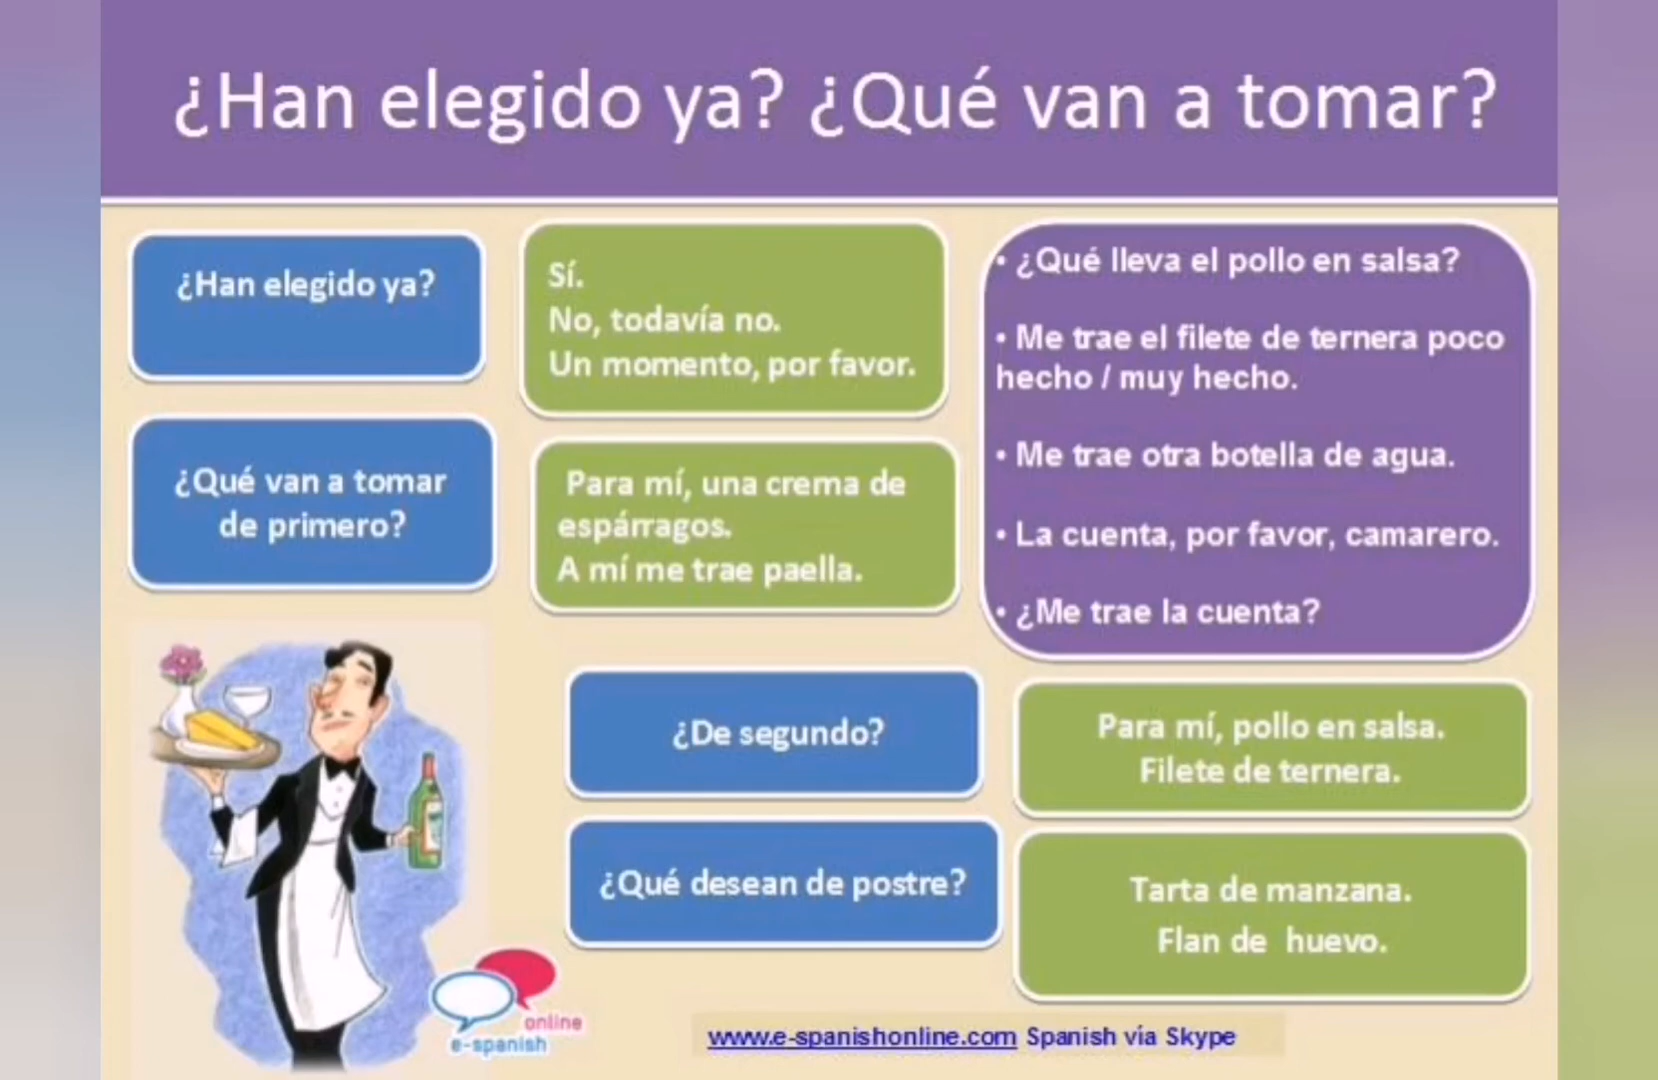 ¿Han elegido ya? ¿Qué van a tomar?
¿Han elegido ya?
Sí.
No, todavía no.
Un momento, por favor.
¿Qué van a tomar
de primero?
Para mí, una crema de
espárragos.
A mí me trae paella.
• ¿Qué lleva el pollo en salsa?
• Me trae el filete de ternera poco
hecho / muy hecho.
• Me trae otra botella de agua.
• La cuenta, por favor, camarero.
• ¿Me trae la cuenta?
¿De segundo?
Para mí, pollo en salsa.
Filete de ternera.
¿Qué desean de postre?
Tarta de manzana.
Flan de huevo.
online
e-spanish
www.e-spanishonline.com Spanish vía Skype